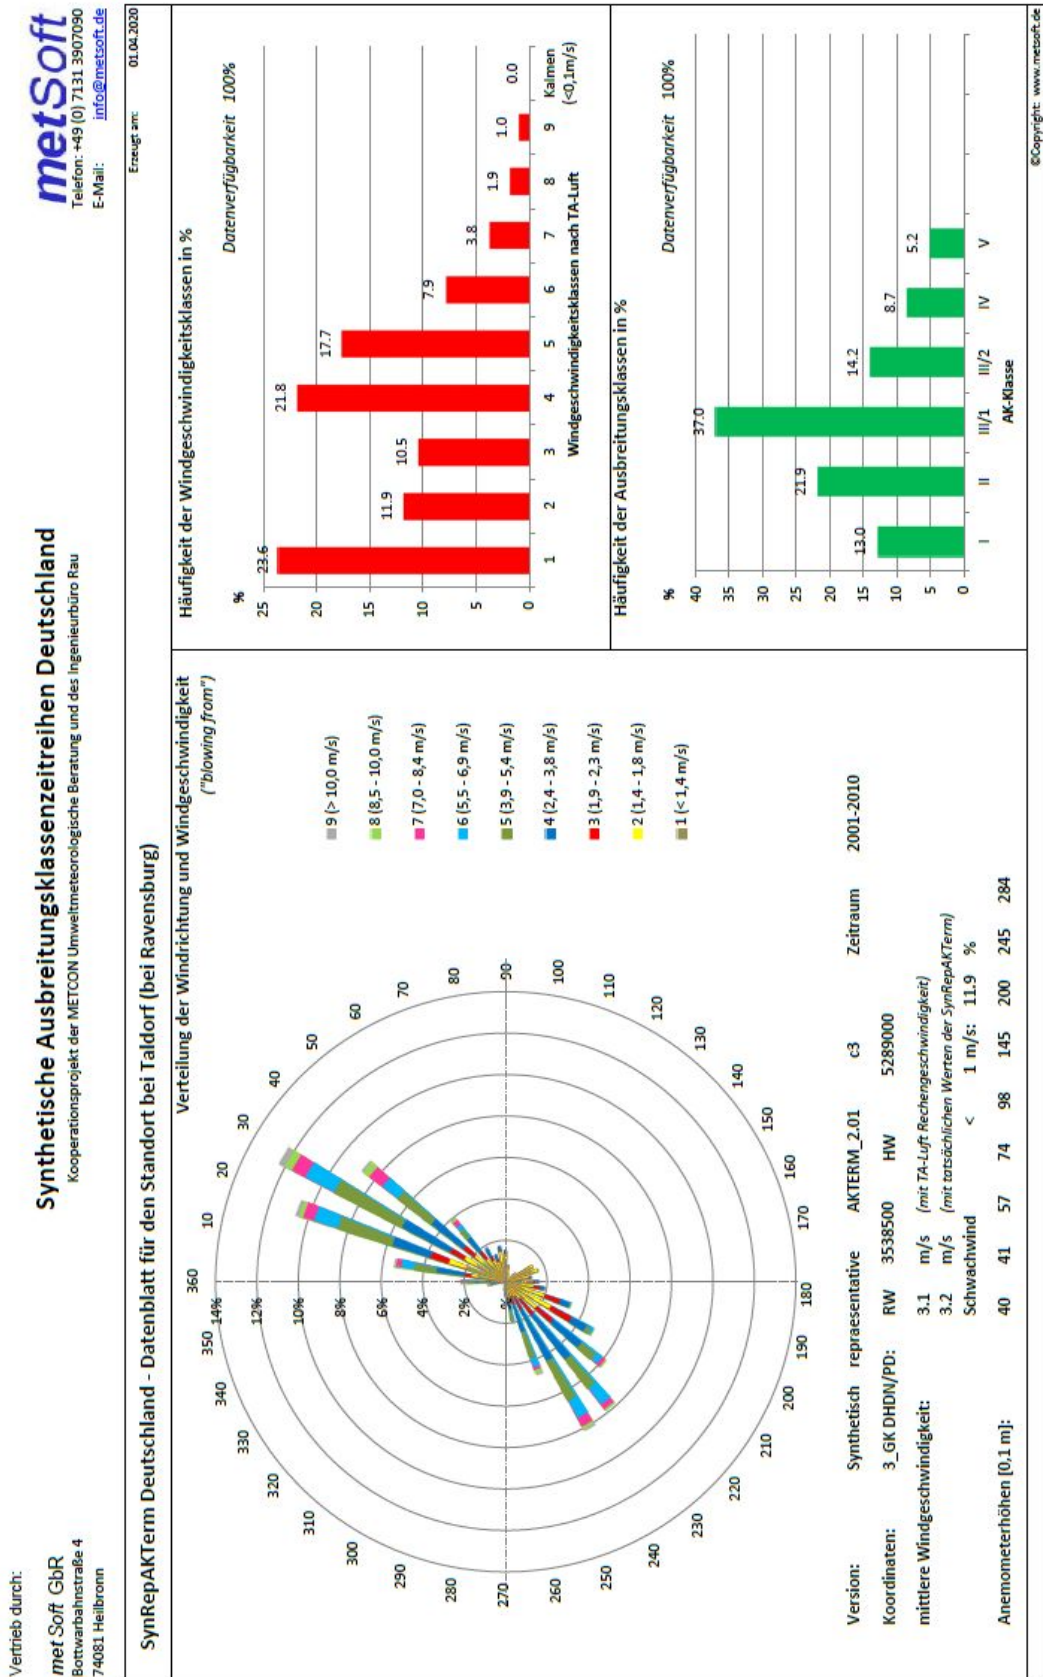 Vertrieb durch:
met Soft GbR
Bottwarbahnstraße 4
74081 Heilbronn
Synthetische Ausbreitungsklassenzeitreihen Deutschland
Kooperationsprojekt der METCON Umweltmeteorologische Beratung und des Ingenieurbüro Rau
metSoft
Telefon: +49 (0) 7131 3907090
E-Mail: info@metsoft.de
Erzeugt am: 01.04.2020
SynRepAKTerm Deutschland - Datenblatt für den Standort bei Taldorf (bei Ravensburg)
Verteilung der Windrichtung und Windgeschwindigkeit
("blowing from")
360
10
20
30
40
50
60
70
80
90
100
110
120
130
140
150
160
170
180
190
200
210
220
230
240
250
260
270
280
290
300
310
320
330
340
350
14%
12%
10%
8%
6%
4%
2%
9 (> 10,0 m/s)
8 (8,5 - 10,0 m/s)
7 (7,0 - 8,4 m/s)
6 (5,5 - 6,9 m/s)
5 (3,9 - 5,4 m/s)
4 (2,4 - 3,8 m/s)
3 (1,9 - 2,3 m/s)
2 (1,4 - 1,8 m/s)
1 (< 1,4 m/s)
Version: Synthetisch repraesentative AKTERM_2.01 c3 Zeitraum 2001-2010
Koordinaten: 3_GK DHDN/PD: RW 3538500 HW 5289000
mittlere Windgeschwindigkeit: 3.1 m/s (mit TA-Luft Rechengeschwindigkeit)
3.2 m/s (mit tatsächlichen Werten der SynRepAKTerm)
Schwachwind < 1 m/s: 11.9 %
Anemometerhöhen [0,1 m]: 40 41 57 74 98 145 200 245 284
Häufigkeit der Windgeschwindigkeitsklassen in %
% Datenverfügbarkeit 100%
25
20
15
10
5
0
23.6 11.9 10.5 21.8 17.7 7.9 3.8 1.9 1.0 0.0
1 2 3 4 5 6 7 8 9 Kalmen
(<0,1m/s)
Windgeschwindigkeitsklassen nach TA-Luft
Häufigkeit der Ausbreitungsklassen in %
% Datenverfügbarkeit 100%
40
35
30
25
20
15
10
5
0
13.0 21.9 37.0 14.2 8.7 5.2
I II III/1 III/2 IV V
AK-Klasse
©Copyright: www.metsoft.de